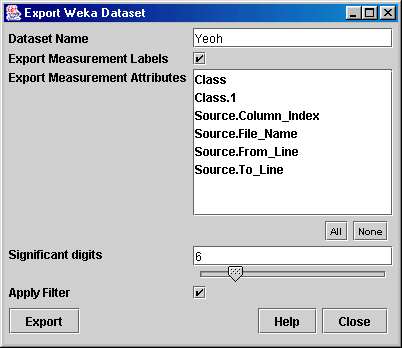 Export Weka Dataset
Dataset Name Yeoh
Export Measurement Labels
Export Measurement Attributes
Class
Class.1
Source.Column_Index
Source.File_Name
Source.From_Line
Source.To_Line
All None
Significant digits 6
Apply Filter
Export Help Close